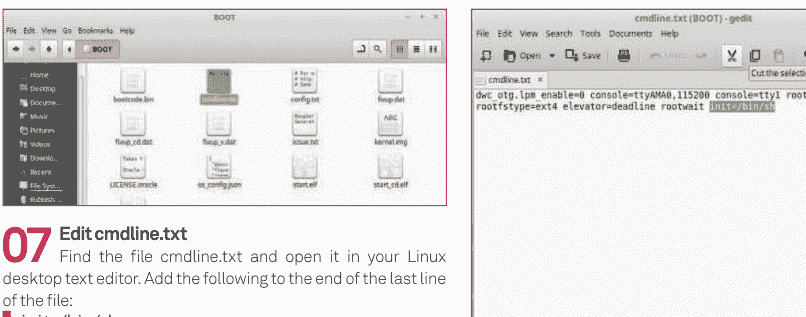 BOOT
File Edit View Go Bookmarks Help
BOOT
Home
Desktop
Docume...
Music
Pictures
Videos
Downlo...
Recent
File Syst...
Rubbish
bootcode.bin
config.txt
fixup.dat
fixup_cd.dat
fixup_x.dat
issue.txt
kernel.img
LICENSE.oracle
os_config.json
start.elf
start_cd.elf
07 Edit cmdline.txt
Find the file cmdline.txt and open it in your Linux
desktop text editor. Add the following to the end of the last line
of the file:
cmdline.txt (BOOT) - gedit
File Edit View Search Tools Documents Help
Open Save Undo
Cut the selecti
cmdline.txt ×
dwc_otg.lpm_enable=0 console=ttyAMA0,115200 console=tty1 root
rootfstype=ext4 elevator=deadline rootwait init=/bin/sh